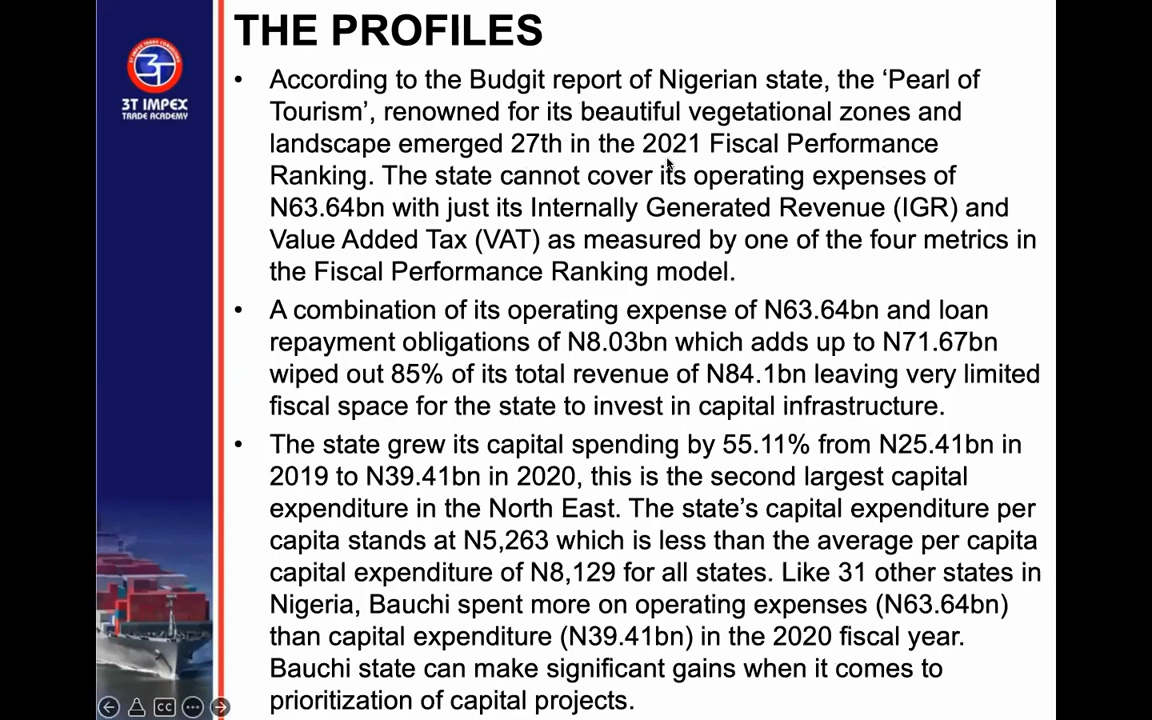 THE PROFILES
3T IMPEX TRADE CONSULTING
3T
3T IMPEX
TRADE ACADEMY
• According to the Budgit report of Nigerian state, the ‘Pearl of
Tourism’, renowned for its beautiful vegetational zones and
landscape emerged 27th in the 2021 Fiscal Performance
Ranking. The state cannot cover its operating expenses of
N63.64bn with just its Internally Generated Revenue (IGR) and
Value Added Tax (VAT) as measured by one of the four metrics in
the Fiscal Performance Ranking model.
• A combination of its operating expense of N63.64bn and loan
repayment obligations of N8.03bn which adds up to N71.67bn
wiped out 85% of its total revenue of N84.1bn leaving very limited
fiscal space for the state to invest in capital infrastructure.
• The state grew its capital spending by 55.11% from N25.41bn in
2019 to N39.41bn in 2020, this is the second largest capital
expenditure in the North East. The state’s capital expenditure per
capita stands at N5,263 which is less than the average per capita
capital expenditure of N8,129 for all states. Like 31 other states in
Nigeria, Bauchi spent more on operating expenses (N63.64bn)
than capital expenditure (N39.41bn) in the 2020 fiscal year.
Bauchi state can make significant gains when it comes to
prioritization of capital projects.
CC